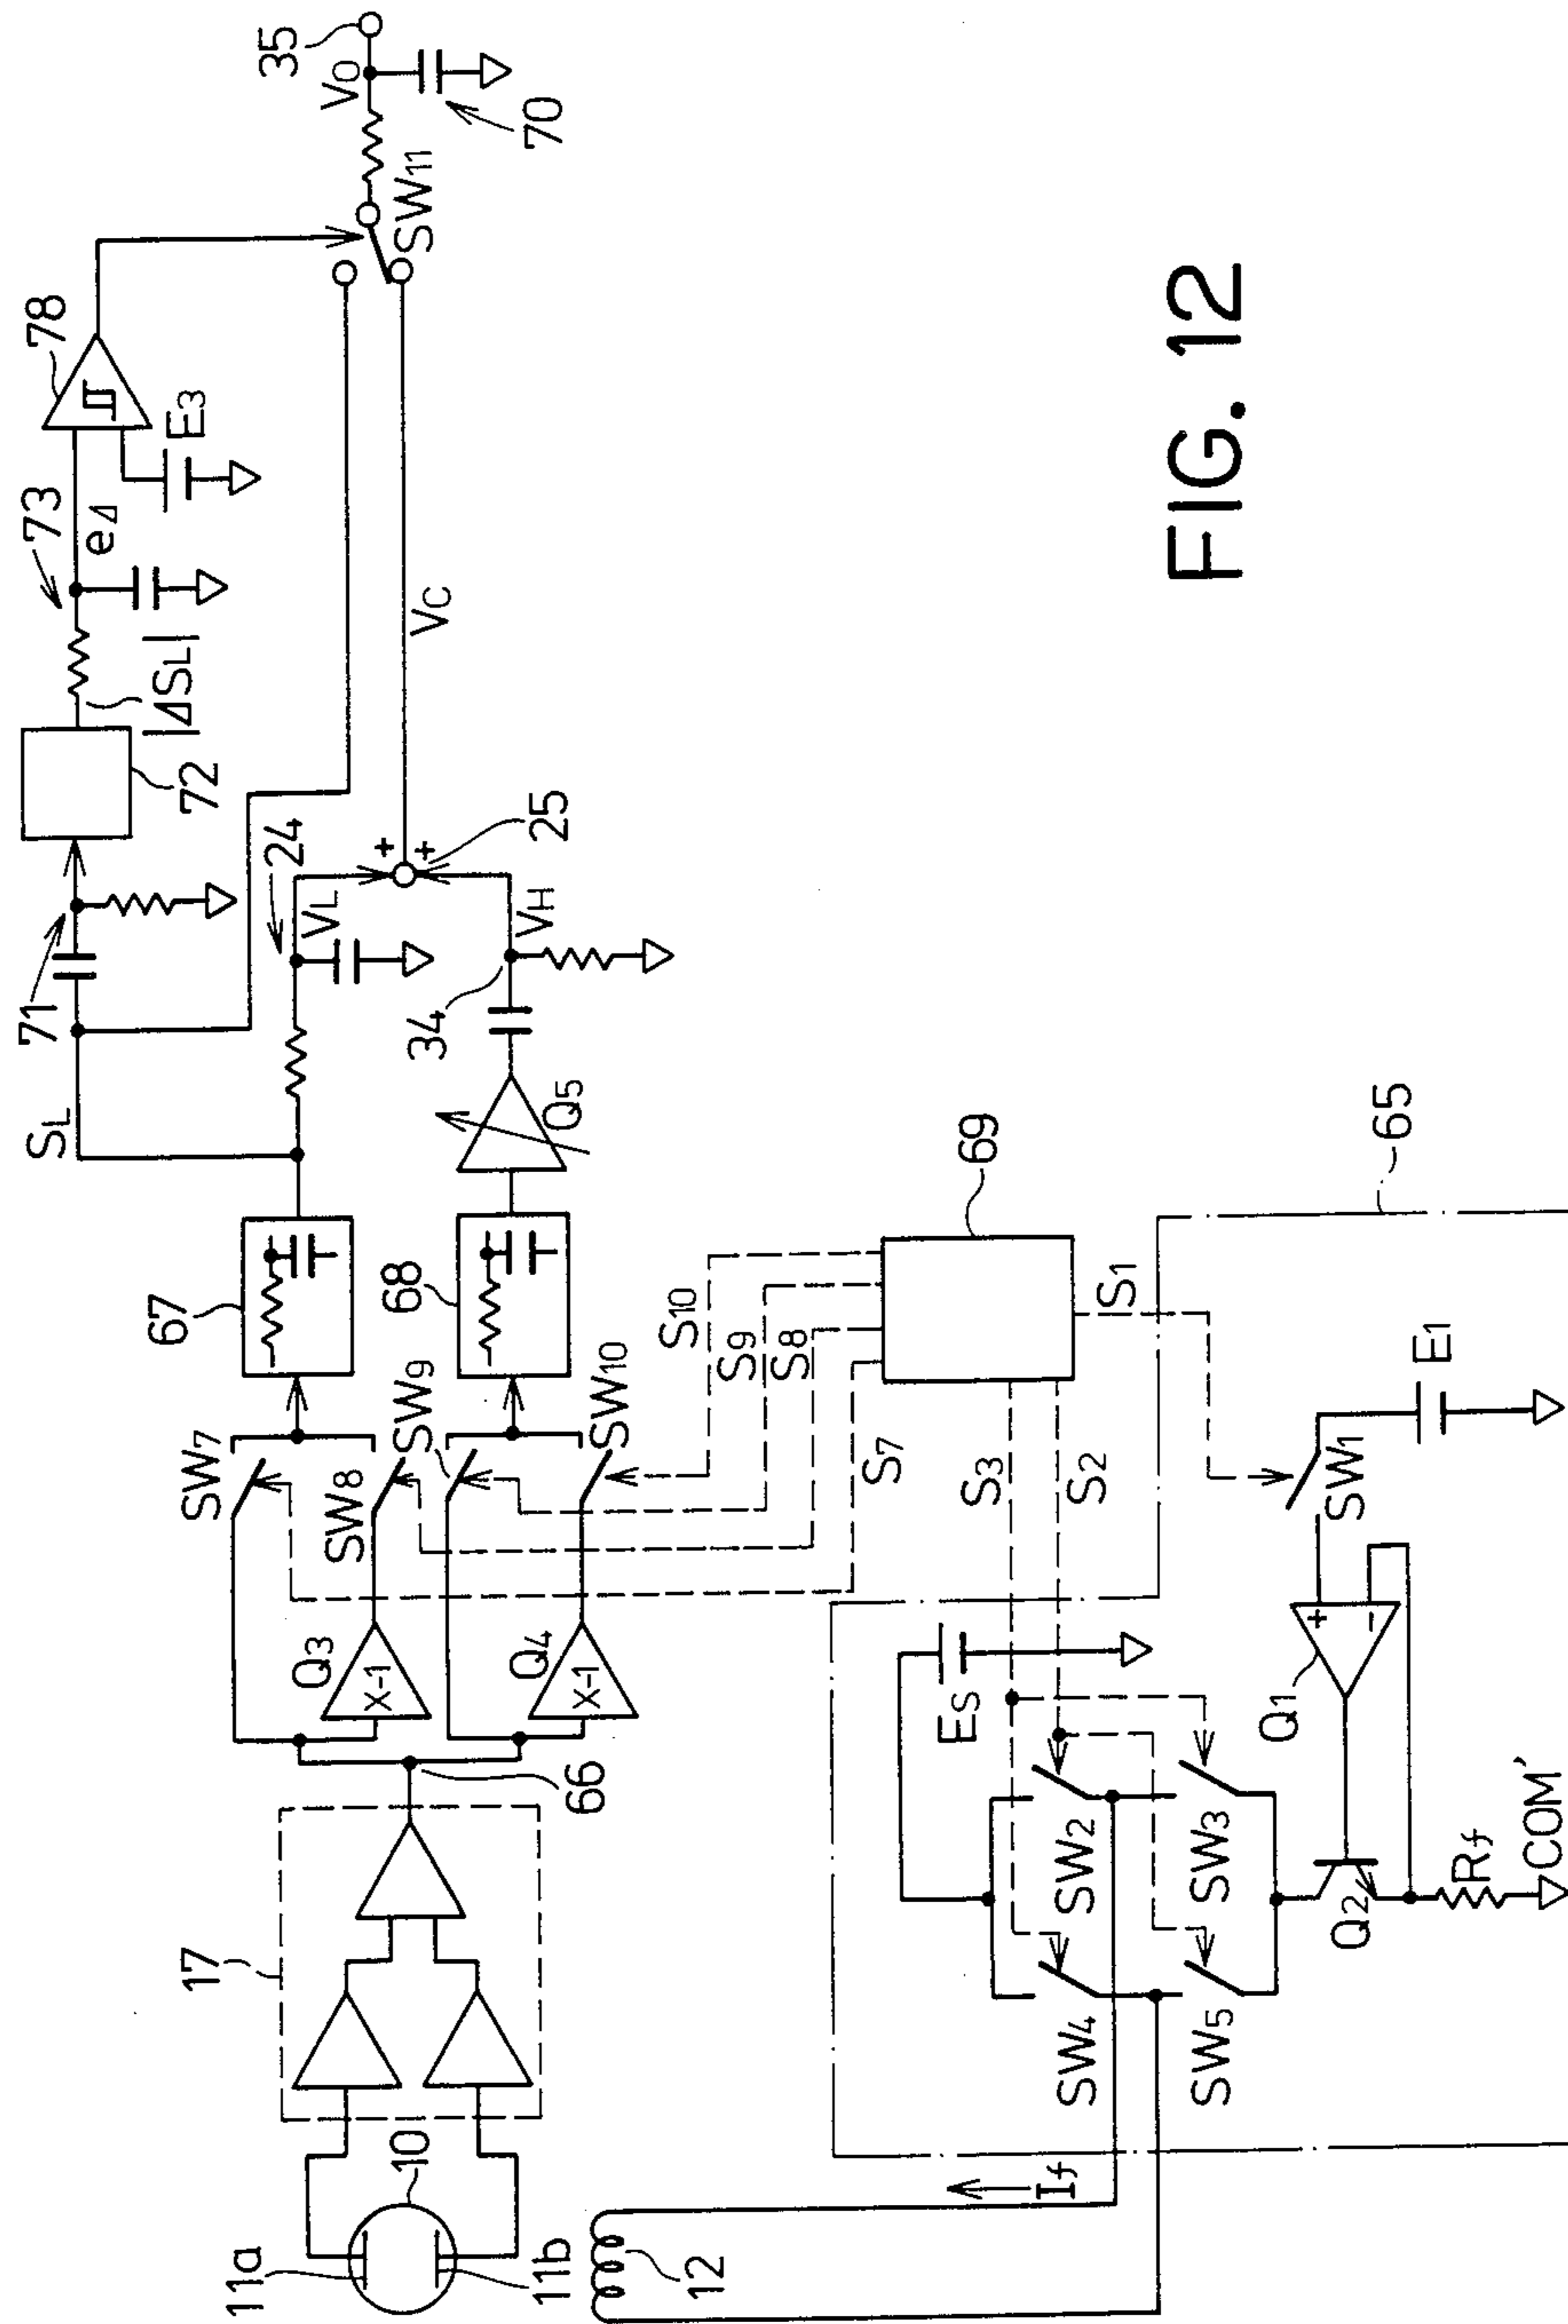 11a
11b
10
12
17
66
Q3
X-1
Q4
X-1
SW7
SW8
SW9
SW10
67
68
SL
71
72
|ΔSL|
73
eΔ
E3
78
24
VL
34
VH
Q5
25
VC
SW11
VO
35
70
S10
S9
S8
S7
69
S3
S2
S1
65
If
ES
SW2
SW3
SW4
SW5
Q1
+
−
Q2
Rf
COM'
SW1
E1
+
+
FIG. 12